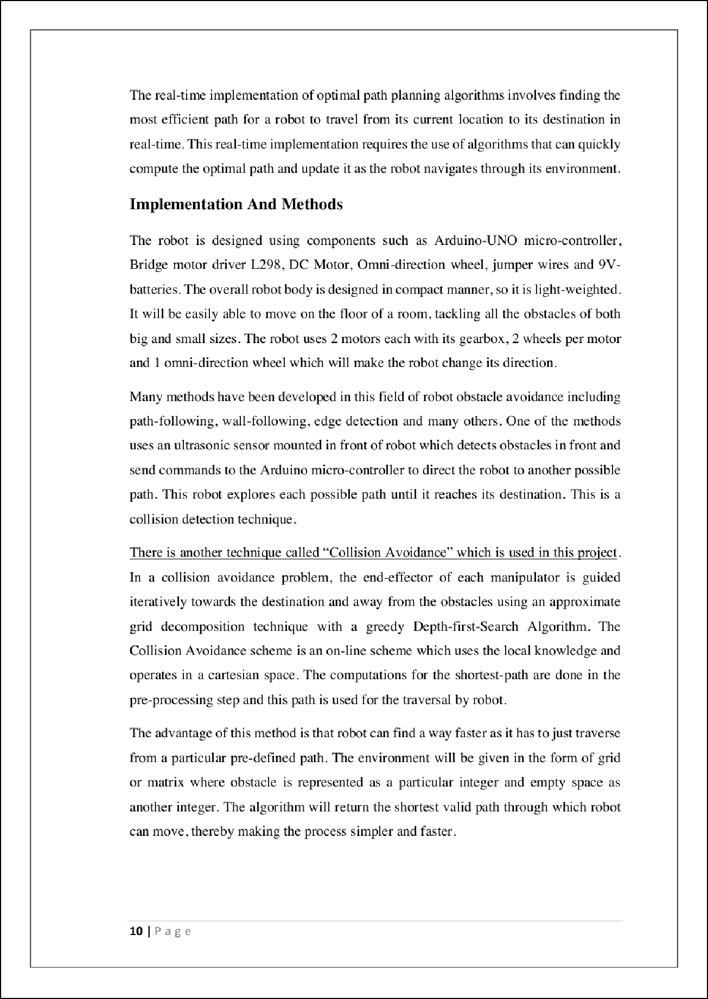 The real-time implementation of optimal path planning algorithms involves finding the
most efficient path for a robot to travel from its current location to its destination in
real-time. This real-time implementation requires the use of algorithms that can quickly
compute the optimal path and update it as the robot navigates through its environment.
Implementation And Methods
The robot is designed using components such as Arduino-UNO micro-controller,
Bridge motor driver L298, DC Motor, Omni-direction wheel, jumper wires and 9V-
batteries. The overall robot body is designed in compact manner, so it is light-weighted.
It will be easily able to move on the floor of a room, tackling all the obstacles of both
big and small sizes. The robot uses 2 motors each with its gearbox, 2 wheels per motor
and 1 omni-direction wheel which will make the robot change its direction.
Many methods have been developed in this field of robot obstacle avoidance including
path-following, wall-following, edge detection and many others. One of the methods
uses an ultrasonic sensor mounted in front of robot which detects obstacles in front and
send commands to the Arduino micro-controller to direct the robot to another possible
path. This robot explores each possible path until it reaches its destination. This is a
collision detection technique.
There is another technique called “Collision Avoidance” which is used in this project.
In a collision avoidance problem, the end-effector of each manipulator is guided
iteratively towards the destination and away from the obstacles using an approximate
grid decomposition technique with a greedy Depth-first-Search Algorithm. The
Collision Avoidance scheme is an on-line scheme which uses the local knowledge and
operates in a cartesian space. The computations for the shortest-path are done in the
pre-processing step and this path is used for the traversal by robot.
The advantage of this method is that robot can find a way faster as it has to just traverse
from a particular pre-defined path. The environment will be given in the form of grid
or matrix where obstacle is represented as a particular integer and empty space as
another integer. The algorithm will return the shortest valid path through which robot
can move, thereby making the process simpler and faster.
10 | Page